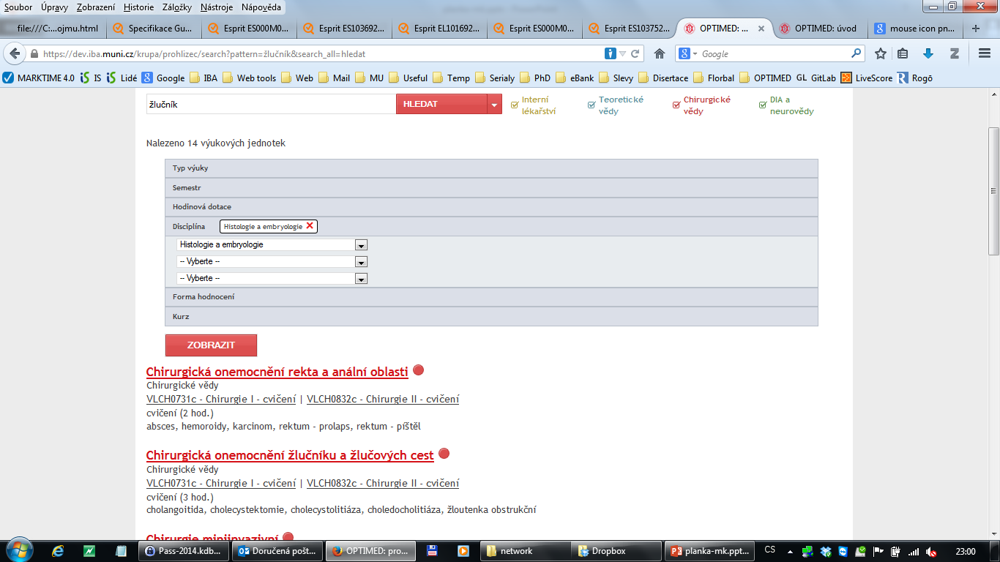 Soubor Úpravy Zobrazení Historie Záložky Nástroje Nápověda
file:///C:...ojmu.html Specifikace Gu... Esprit ES000M0... Esprit ES103692... Esprit EL101692... Esprit ES000M0... Esprit ES103752... OPTIMED: ... OPTIMED: úvod mouse icon pn...
https://dev.iba.muni.cz/krupa/prohlizec/search?pattern=žlučník&search_all=hledat Google
MARKTIME 4.0 IS Lidé Google IBA Web tools Web Mail MU Useful Temp Serialy PhD eBank Slevy Disertace Florbal OPTIMED GL GitLab LiveScore Rogō
žlučník HLEDAT Interní lékařství Teoretické vědy Chirurgické vědy DIA a neurovědy
Nalezeno 14 výukových jednotek
Typ výuky
Semestr
Hodinová dotace
Disciplína Histologie a embryologie
Histologie a embryologie
-- Vyberte --
-- Vyberte --
Forma hodnocení
Kurz
ZOBRAZIT
Chirurgická onemocnění rekta a anální oblasti
Chirurgické vědy
VLCH0731c - Chirurgie I - cvičení | VLCH0832c - Chirurgie II - cvičení
cvičení (2 hod.)
absces, hemoroidy, karcinom, rektum - prolaps, rektum - píštěl
Chirurgická onemocnění žlučníku a žlučových cest
Chirurgické vědy
VLCH0731c - Chirurgie I - cvičení | VLCH0832c - Chirurgie II - cvičení
cvičení (3 hod.)
cholangoitida, cholecystektomie, cholecystolitiáza, choledocholitiáza, žloutenka obstrukční
Chirurgie miniinvazivní
Pass-2014.kdb... Doručená pošt... OPTIMED: pro... network Dropbox planka-mk.ppt... CS 23:00